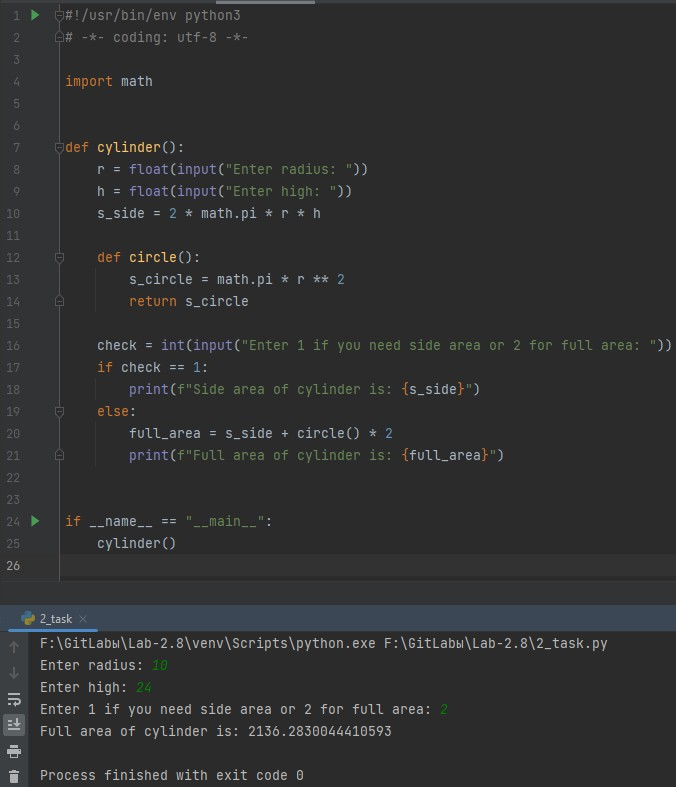 1 #!/usr/bin/env python3
2 # -*- coding: utf-8 -*-
3
4 import math
5
6
7 def cylinder():
8     r = float(input("Enter radius: "))
9     h = float(input("Enter high: "))
10     s_side = 2 * math.pi * r * h
11
12     def circle():
13         s_circle = math.pi * r ** 2
14         return s_circle
15
16     check = int(input("Enter 1 if you need side area or 2 for full area: "))
17     if check == 1:
18         print(f"Side area of cylinder is: {s_side}")
19     else:
20         full_area = s_side + circle() * 2
21         print(f"Full area of cylinder is: {full_area}")
22
23
24 if __name__ == "__main__":
25     cylinder()
26
2_task
F:\GitLabы\Lab-2.8\venv\Scripts\python.exe F:\GitLabы\Lab-2.8\2_task.py
Enter radius: 10
Enter high: 24
Enter 1 if you need side area or 2 for full area: 2
Full area of cylinder is: 2136.2830044410593
Process finished with exit code 0